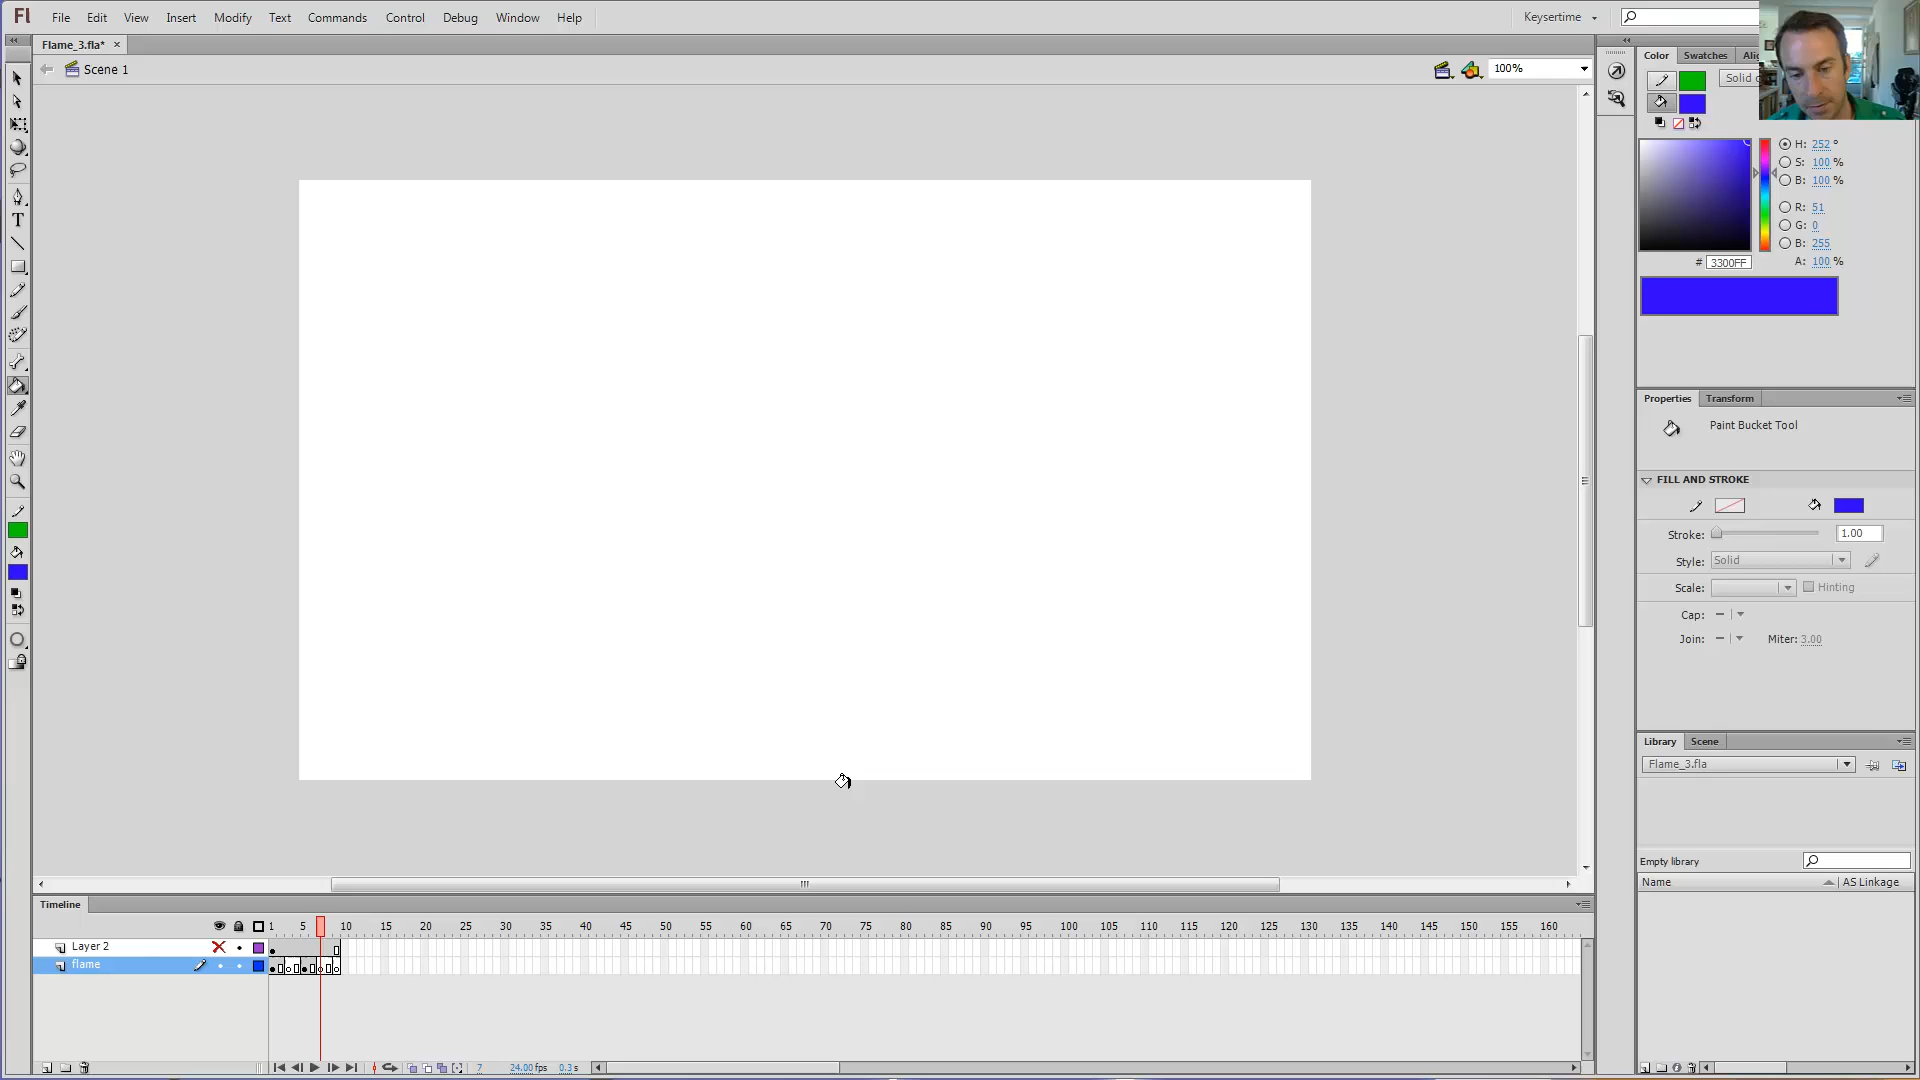 Fl File Edit View Insert Modify Text Commands Control Debug Window Help Keysertime
Flame_3.fla* ×
Scene 1 100%
Color Swatches
Solid
H: 252 °
S: 100 %
B: 100 %
R: 51
G: 0
B: 255
# 3300FF A: 100 %
Properties Transform
Paint Bucket Tool
FILL AND STROKE
Stroke: 1.00
Style: Solid
Scale: Hinting
Cap:
Join: Miter: 3.00
Library Scene
Flame_3.fla
Empty library
Name AS Linkage
T
Timeline
1 5 10 15 20 25 30 35 40 45 50 55 60 65 70 75 80 85 90 95 100 105 110 115 120 125 130 135 140 145 150 155 160
Layer 2
flame
7 24.00fps 0.3s